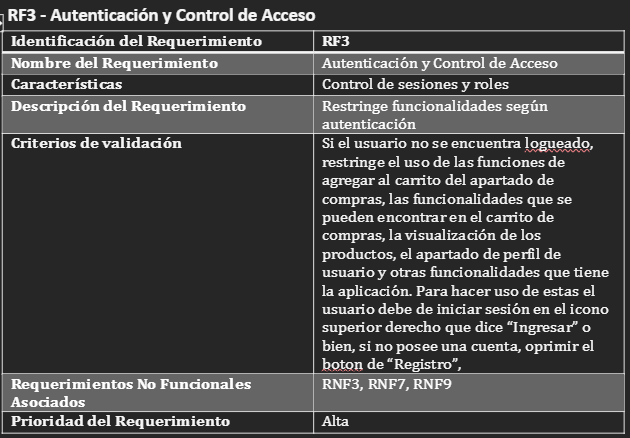 RF3 - Autenticación y Control de Acceso
Identificación del Requerimiento RF3
Nombre del Requerimiento Autenticación y Control de Acceso
Características Control de sesiones y roles
Descripción del Requerimiento Restringe funcionalidades según
autenticación
Criterios de validación Si el usuario no se encuentra logueado,
restringe el uso de las funciones de
agregar al carrito del apartado de
compras, las funcionalidades que se
pueden encontrar en el carrito de
compras, la visualización de los
productos, el apartado de perfil de
usuario y otras funcionalidades que tiene
la aplicación. Para hacer uso de estas el
usuario debe de iniciar sesión en el icono
superior derecho que dice “Ingresar” o
bien, si no posee una cuenta, oprimir el
boton de “Registro”,
Requerimientos No Funcionales RNF3, RNF7, RNF9
Asociados
Prioridad del Requerimiento Alta